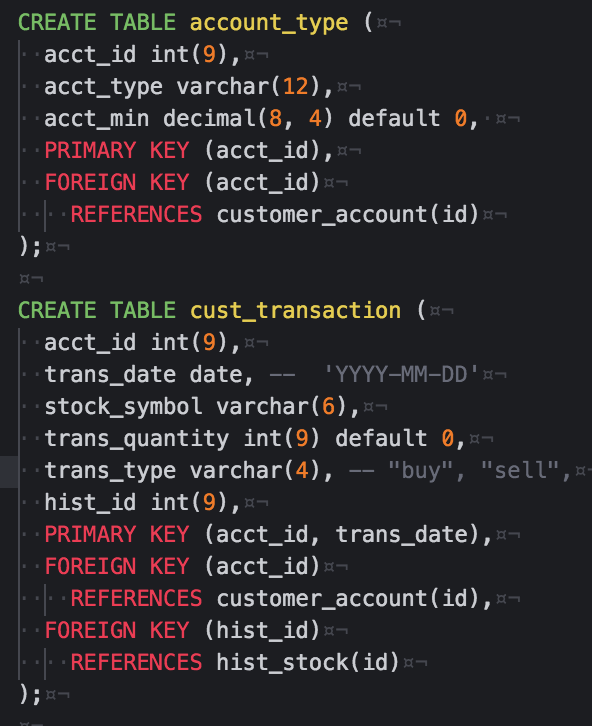 CREATE TABLE account_type (
  acct_id int(9),
  acct_type varchar(12),
  acct_min decimal(8, 4) default 0,
  PRIMARY KEY (acct_id),
  FOREIGN KEY (acct_id)
    REFERENCES customer_account(id)
);

CREATE TABLE cust_transaction (
  acct_id int(9),
  trans_date date, --  'YYYY-MM-DD'
  stock_symbol varchar(6),
  trans_quantity int(9) default 0,
  trans_type varchar(4), -- "buy", "sell",
  hist_id int(9),
  PRIMARY KEY (acct_id, trans_date),
  FOREIGN KEY (acct_id)
    REFERENCES customer_account(id),
  FOREIGN KEY (hist_id)
    REFERENCES hist_stock(id)
);